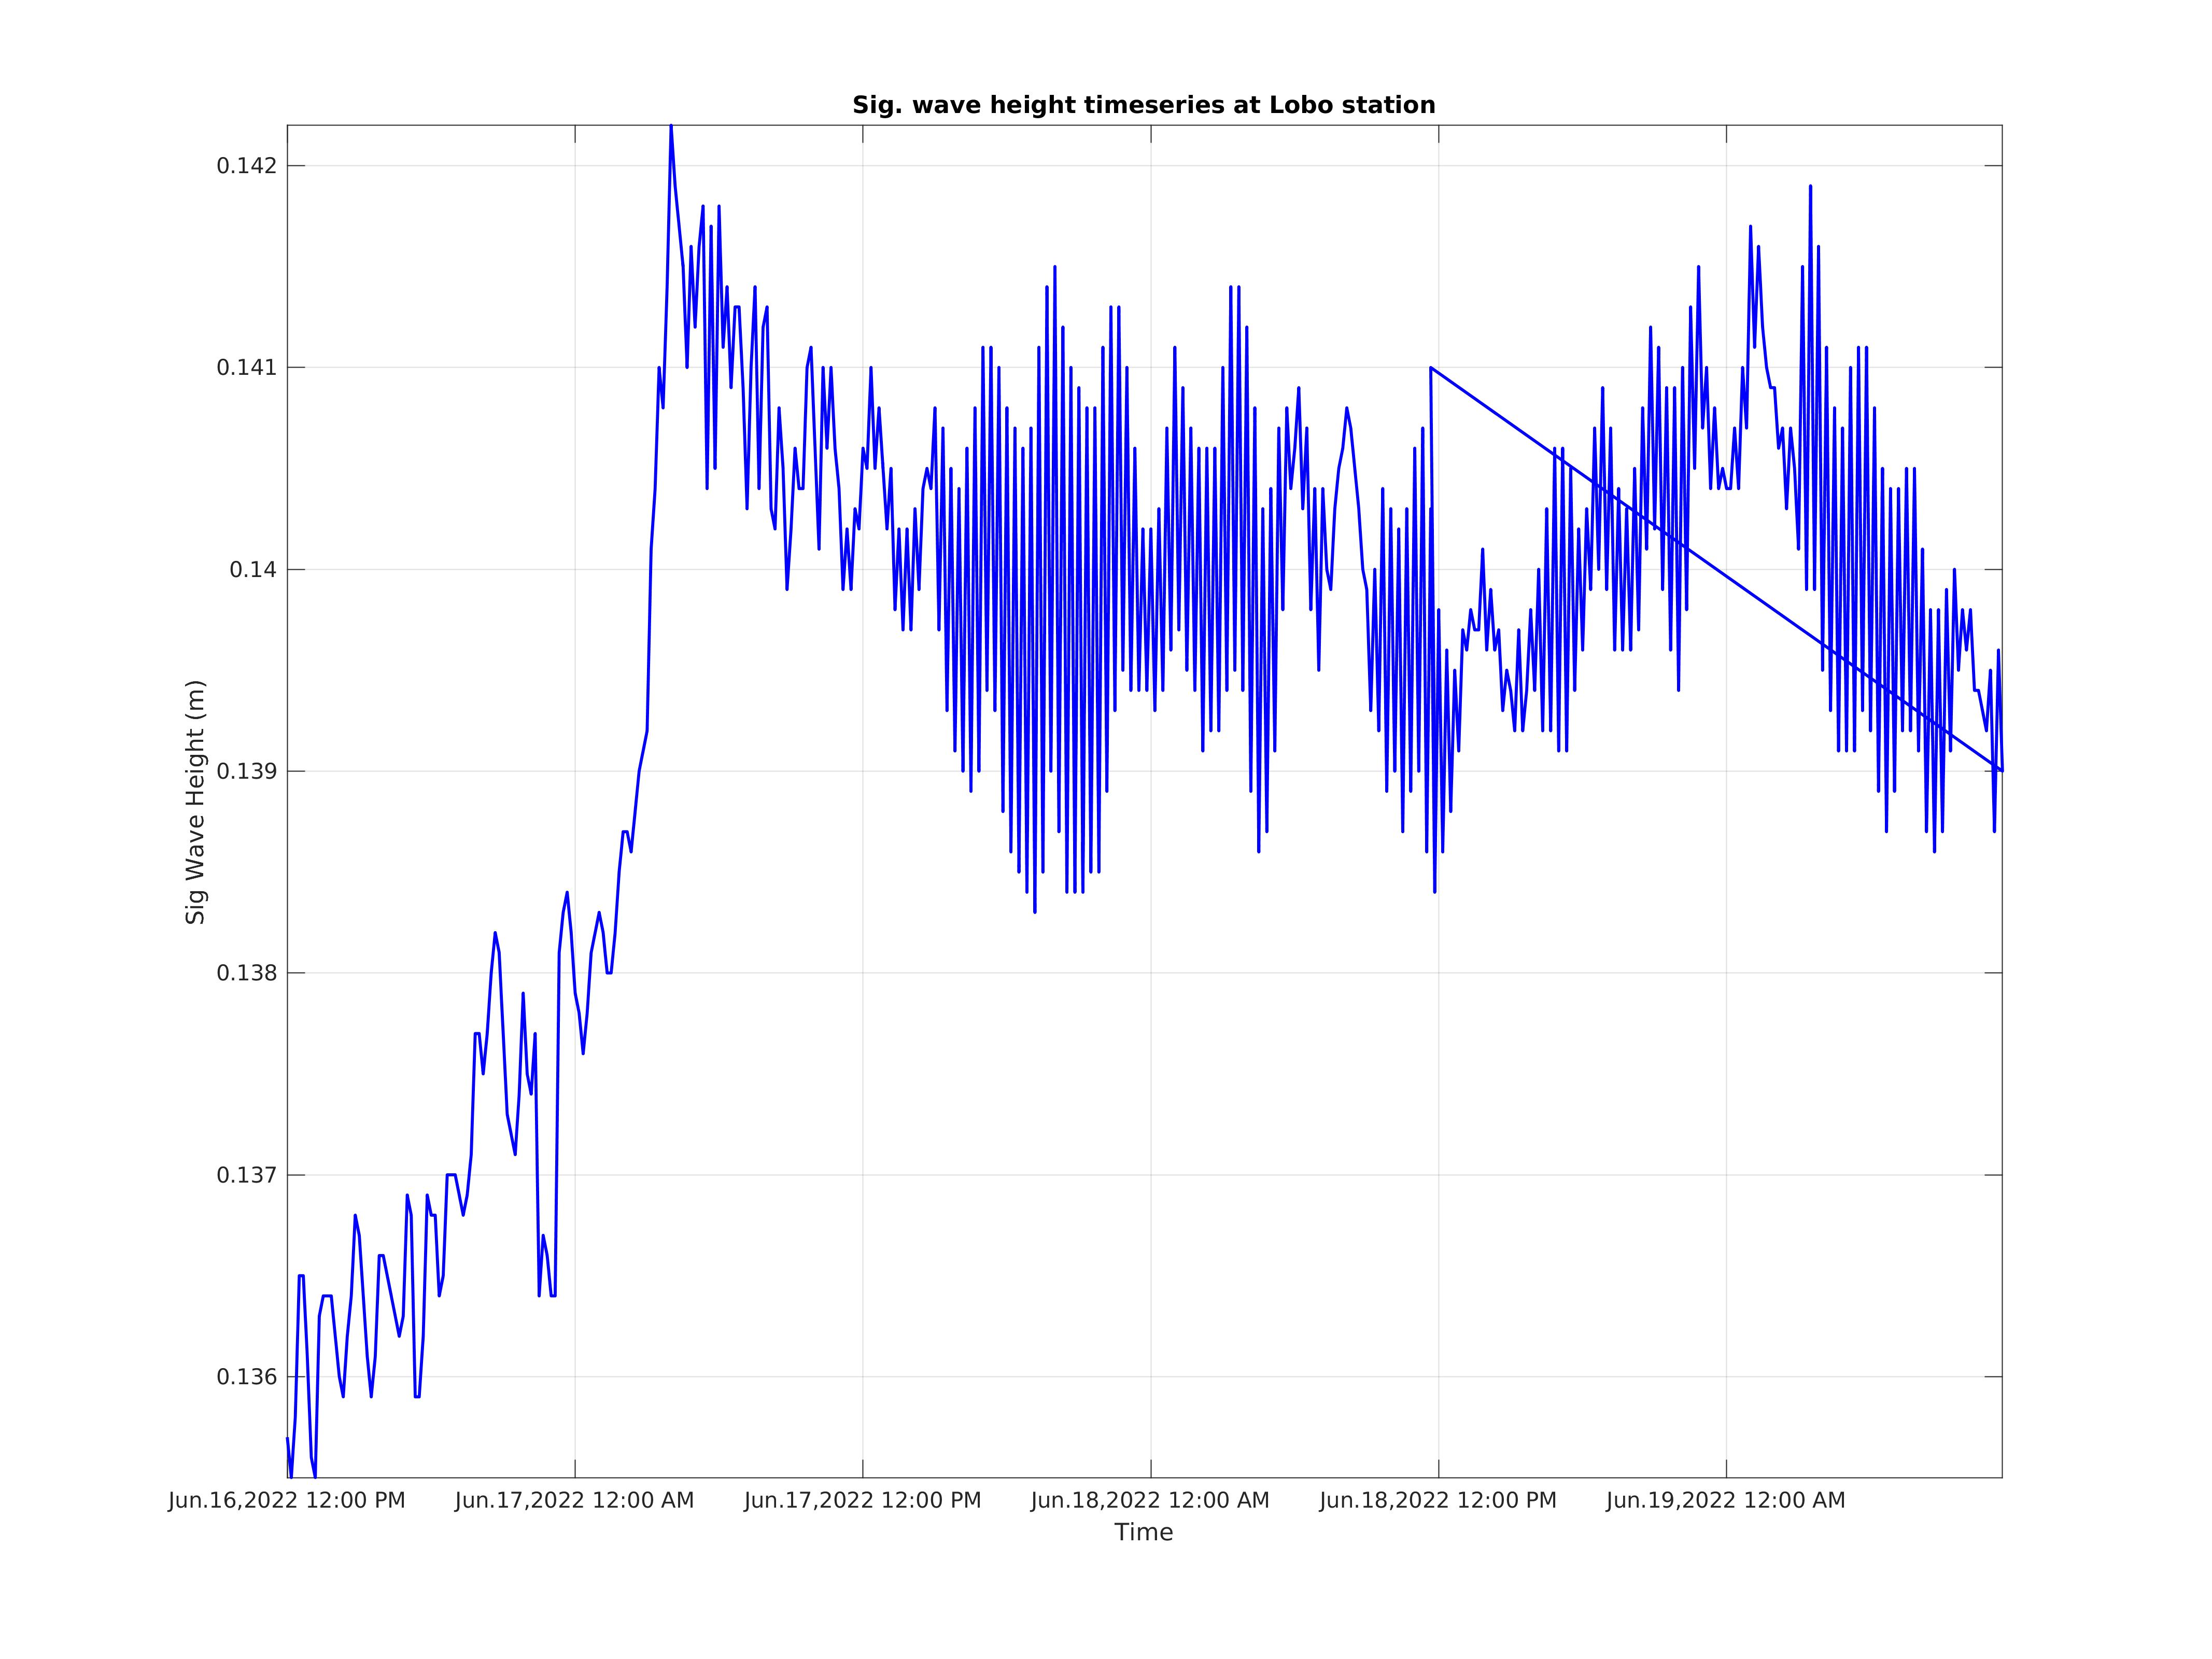 Sig. wave height timeseries at Lobo station
0.142
0.141
0.14
0.139
0.138
0.137
0.136
Sig Wave Height (m)
Jun.16,2022 12:00 PM
Jun.17,2022 12:00 AM
Jun.17,2022 12:00 PM
Jun.18,2022 12:00 AM
Jun.18,2022 12:00 PM
Jun.19,2022 12:00 AM
Time